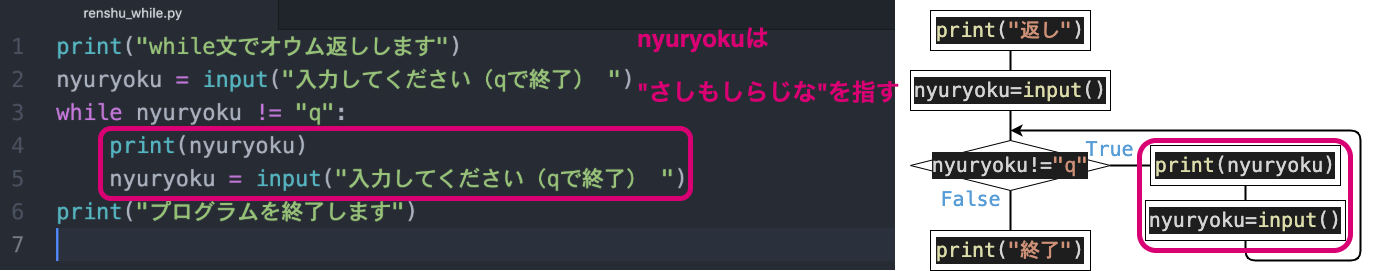 renshu_while.py
1 print("while文でオウム返しします")
2 nyuryoku = input("入力してください（qで終了） ")
3 while nyuryoku != "q":
4     print(nyuryoku)
5     nyuryoku = input("入力してください（qで終了） ")
6 print("プログラムを終了します")
7
nyuryokuは
"さしもしらじな"を指す
print("返し")
nyuryoku=input()
nyuryoku!="q"
True
False
print(nyuryoku)
nyuryoku=input()
print("終了")